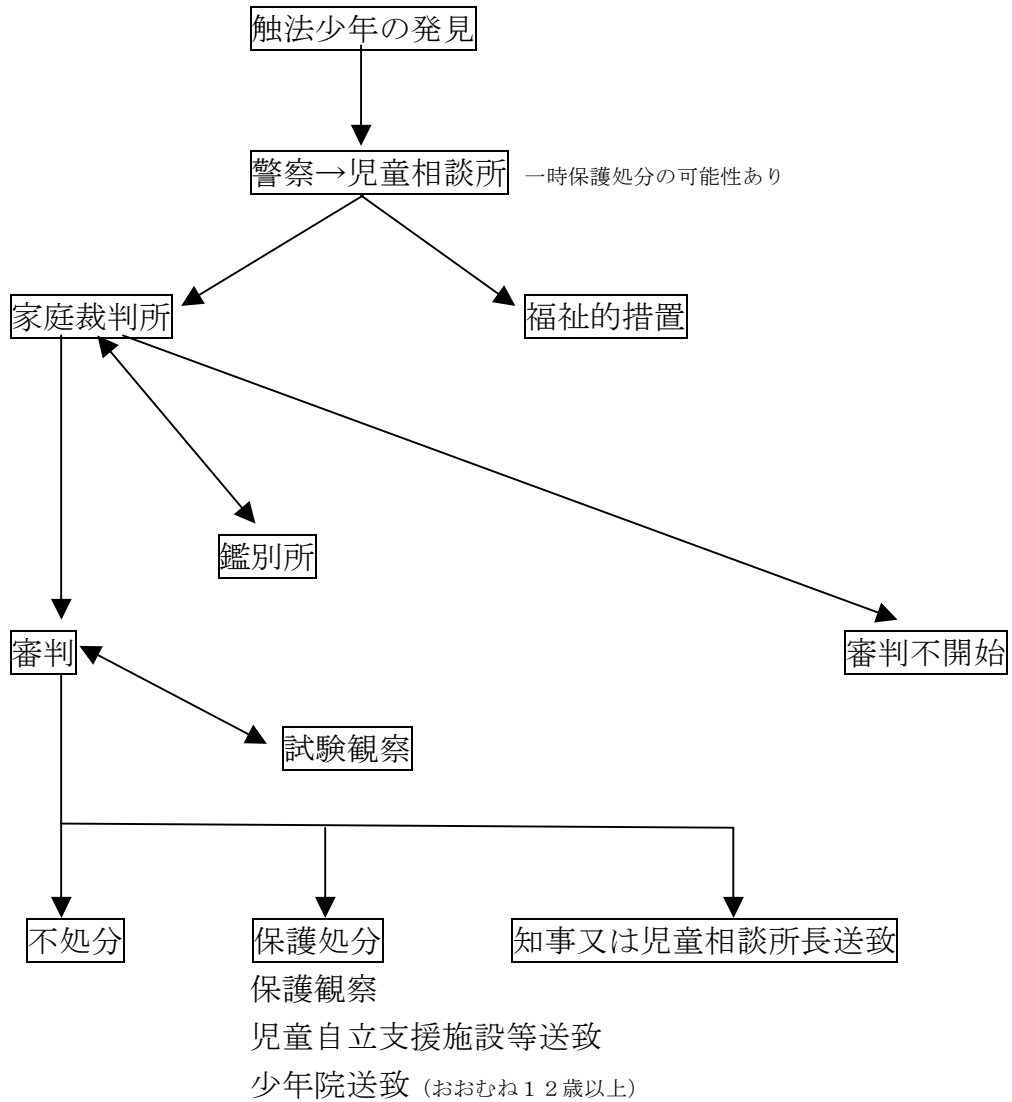 触法少年の発見
警察→児童相談所 一時保護処分の可能性あり
家庭裁判所 福祉的措置
鑑別所
審判 審判不開始
試験観察
不処分 保護処分 知事又は児童相談所長送致
保護観察
児童自立支援施設等送致
少年院送致（おおむね１２歳以上）